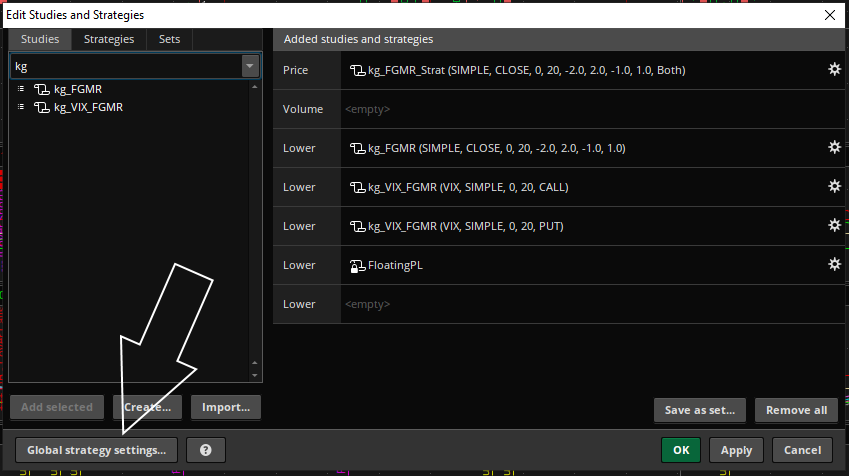 Edit Studies and Strategies
Studies Strategies Sets
kg
kg_FGMR
kg_VIX_FGMR
Added studies and strategies
Price kg_FGMR_Strat (SIMPLE, CLOSE, 0, 20, -2.0, 2.0, -1.0, 1.0, Both)
Volume <empty>
Lower kg_FGMR (SIMPLE, CLOSE, 0, 20, -2.0, 2.0, -1.0, 1.0)
Lower kg_VIX_FGMR (VIX, SIMPLE, 0, 20, CALL)
Lower kg_VIX_FGMR (VIX, SIMPLE, 0, 20, PUT)
Lower FloatingPL
Lower <empty>
Add selected Create... Import...
Save as set... Remove all
Global strategy settings... ?
OK Apply Cancel